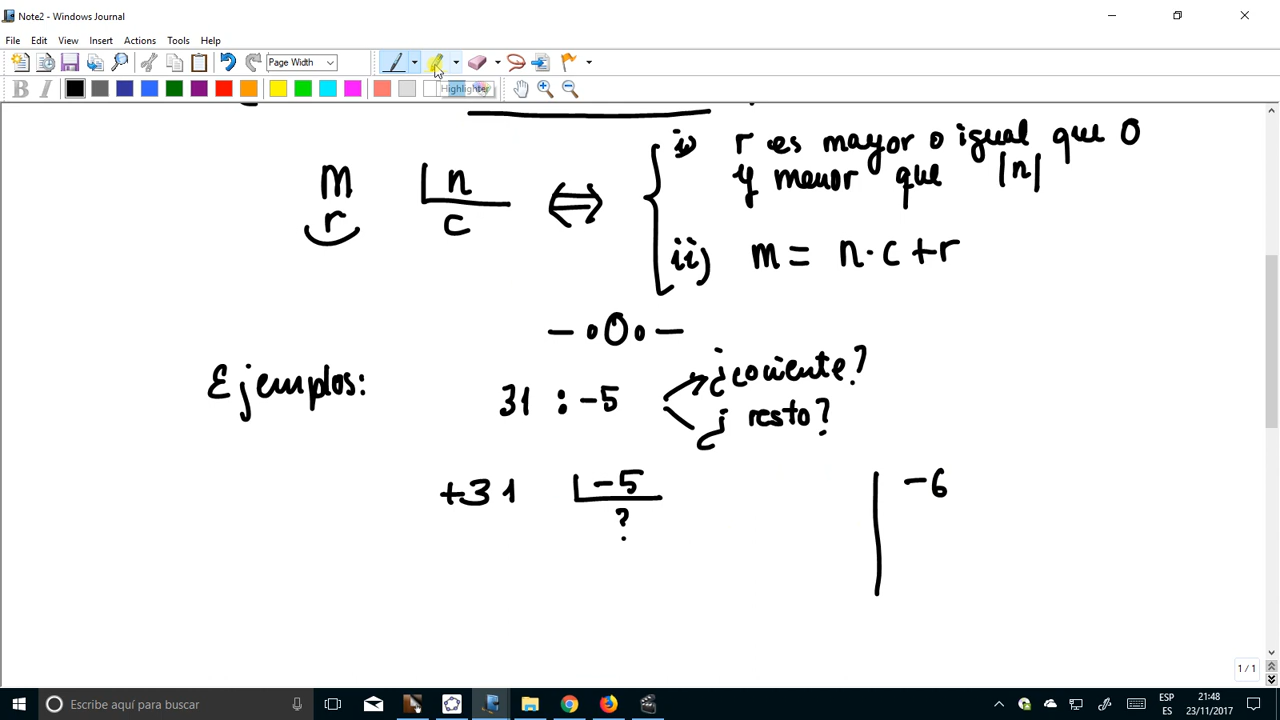 Note2 - Windows Journal
File Edit View Insert Actions Tools Help
Page Width
B I
Highlighter
m n
r c
⇔
i) r es mayor o igual que 0
y menor que |n|
ii) m = n·c+r
Ejemplos: 31 : -5
¿cociente?
¿resto?
+31 -5
?
-6
1 / 1
Escribe aquí para buscar
ESP
ES
21:48
23/11/2017